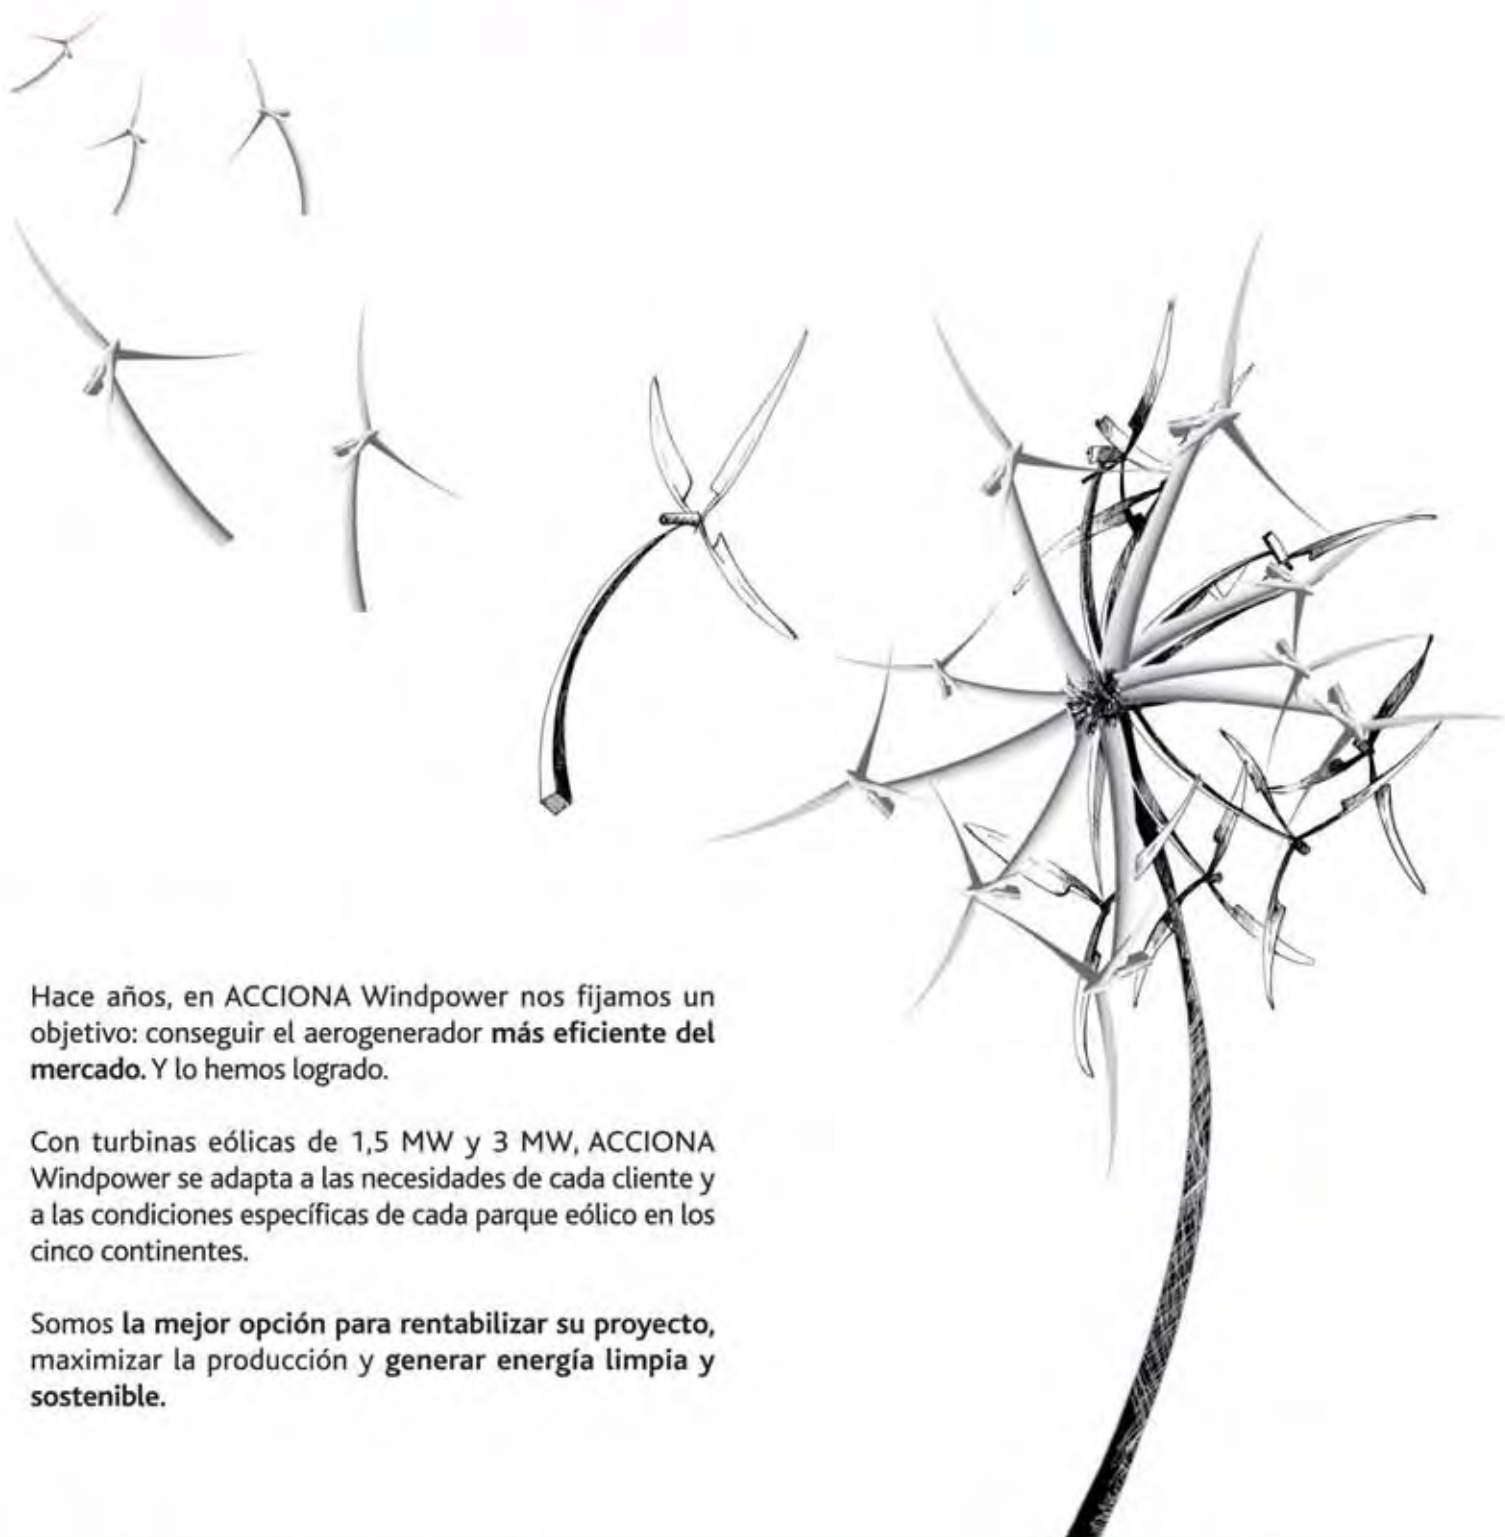 Hace años, en ACCIONA Windpower nos fijamos un
objetivo: conseguir el aerogenerador más eficiente del
mercado. Y lo hemos logrado.
Con turbinas eólicas de 1,5 MW y 3 MW, ACCIONA
Windpower se adapta a las necesidades de cada cliente y
a las condiciones específicas de cada parque eólico en los
cinco continentes.
Somos la mejor opción para rentabilizar su proyecto,
maximizar la producción y generar energía limpia y
sostenible.